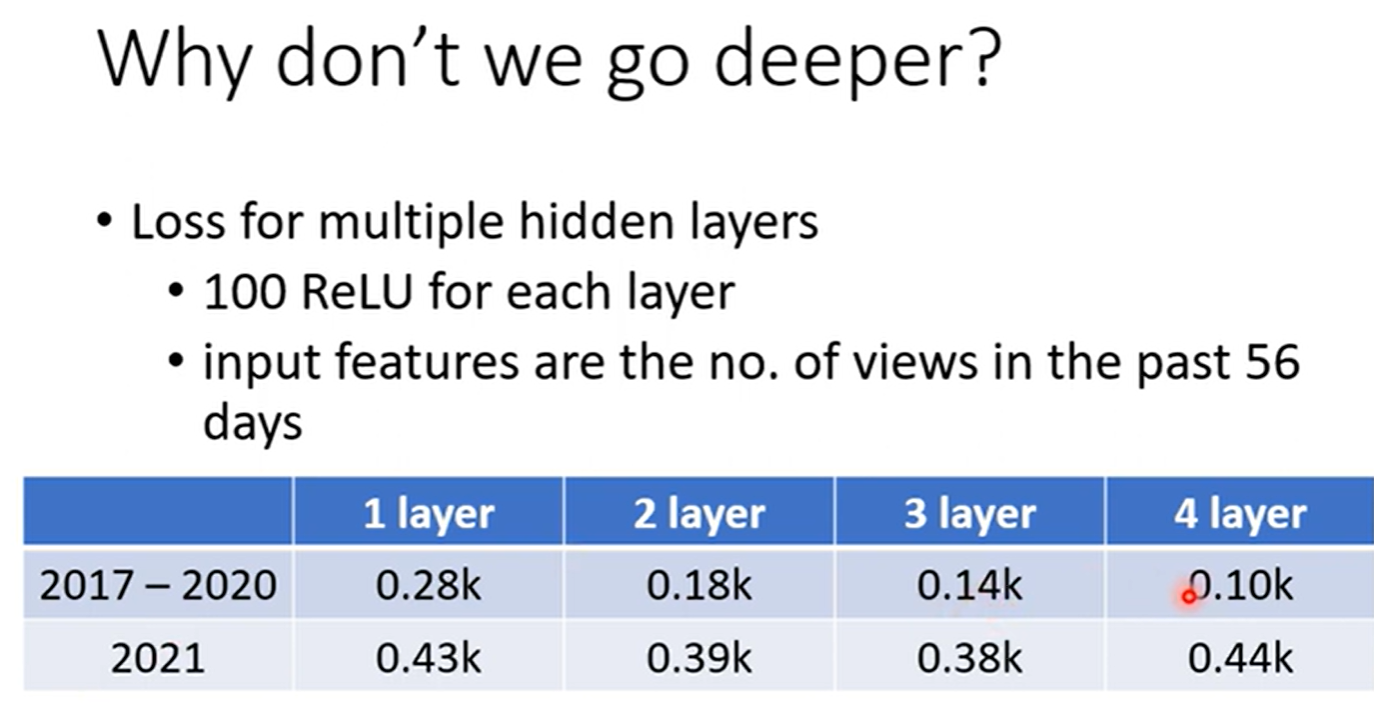 Why don’t we go deeper?
• Loss for multiple hidden layers
• 100 ReLU for each layer
• input features are the no. of views in the past 56
days
1 layer 2 layer 3 layer 4 layer
2017 – 2020 0.28k 0.18k 0.14k 0.10k
2021 0.43k 0.39k 0.38k 0.44k